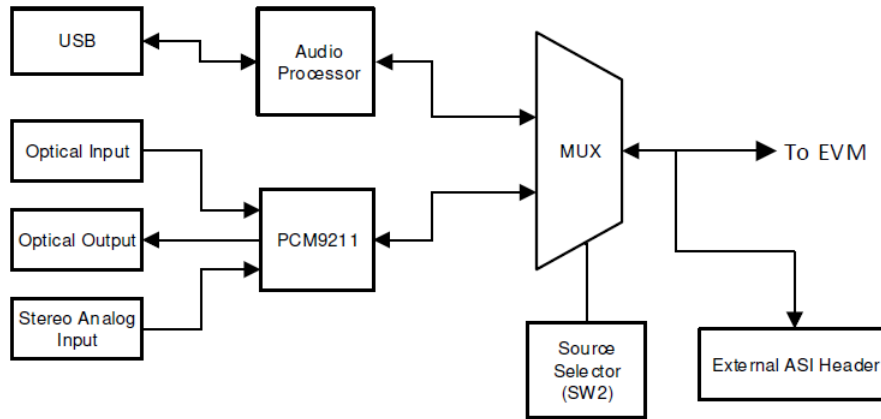 USB
Audio
Processor
Optical Input
Optical Output
Stereo Analog
Input
PCM9211
MUX
To EVM
Source
Selector
(SW2)
External ASI Header